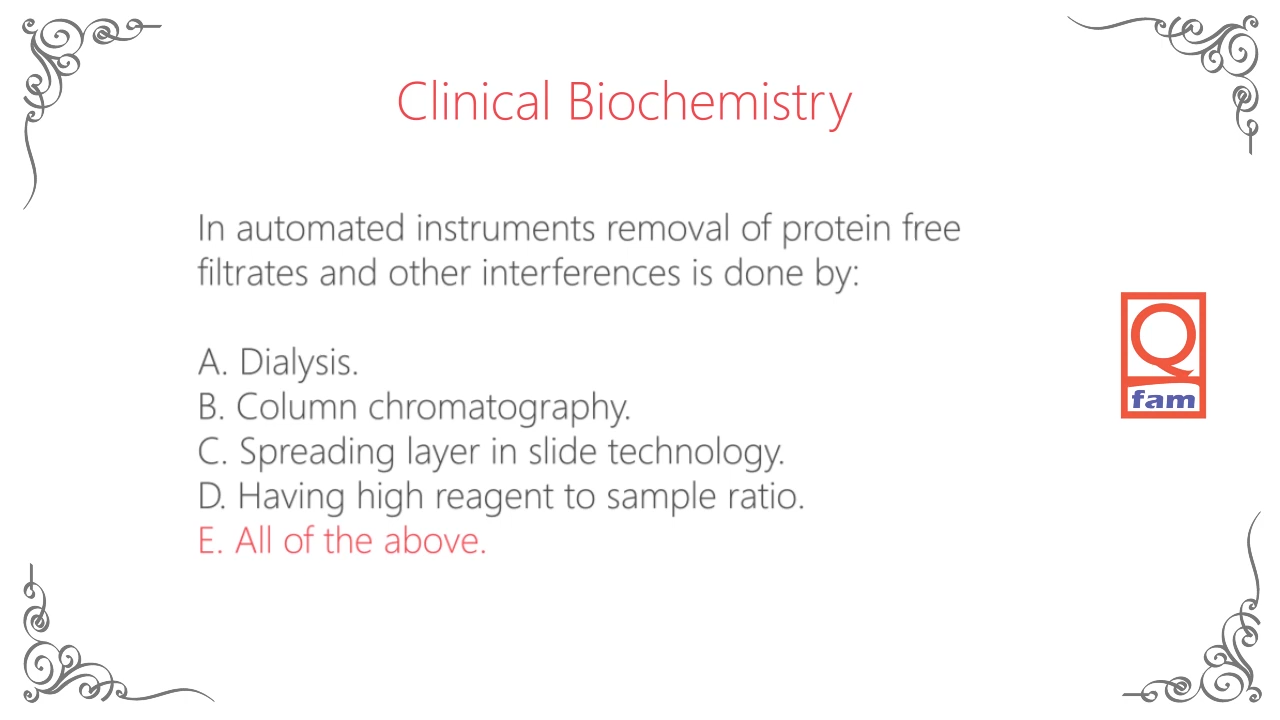 Clinical Biochemistry
In automated instruments removal of protein free
filtrates and other interferences is done by:
A. Dialysis.
B. Column chromatography.
C. Spreading layer in slide technology.
D. Having high reagent to sample ratio.
E. All of the above.
Q
fam